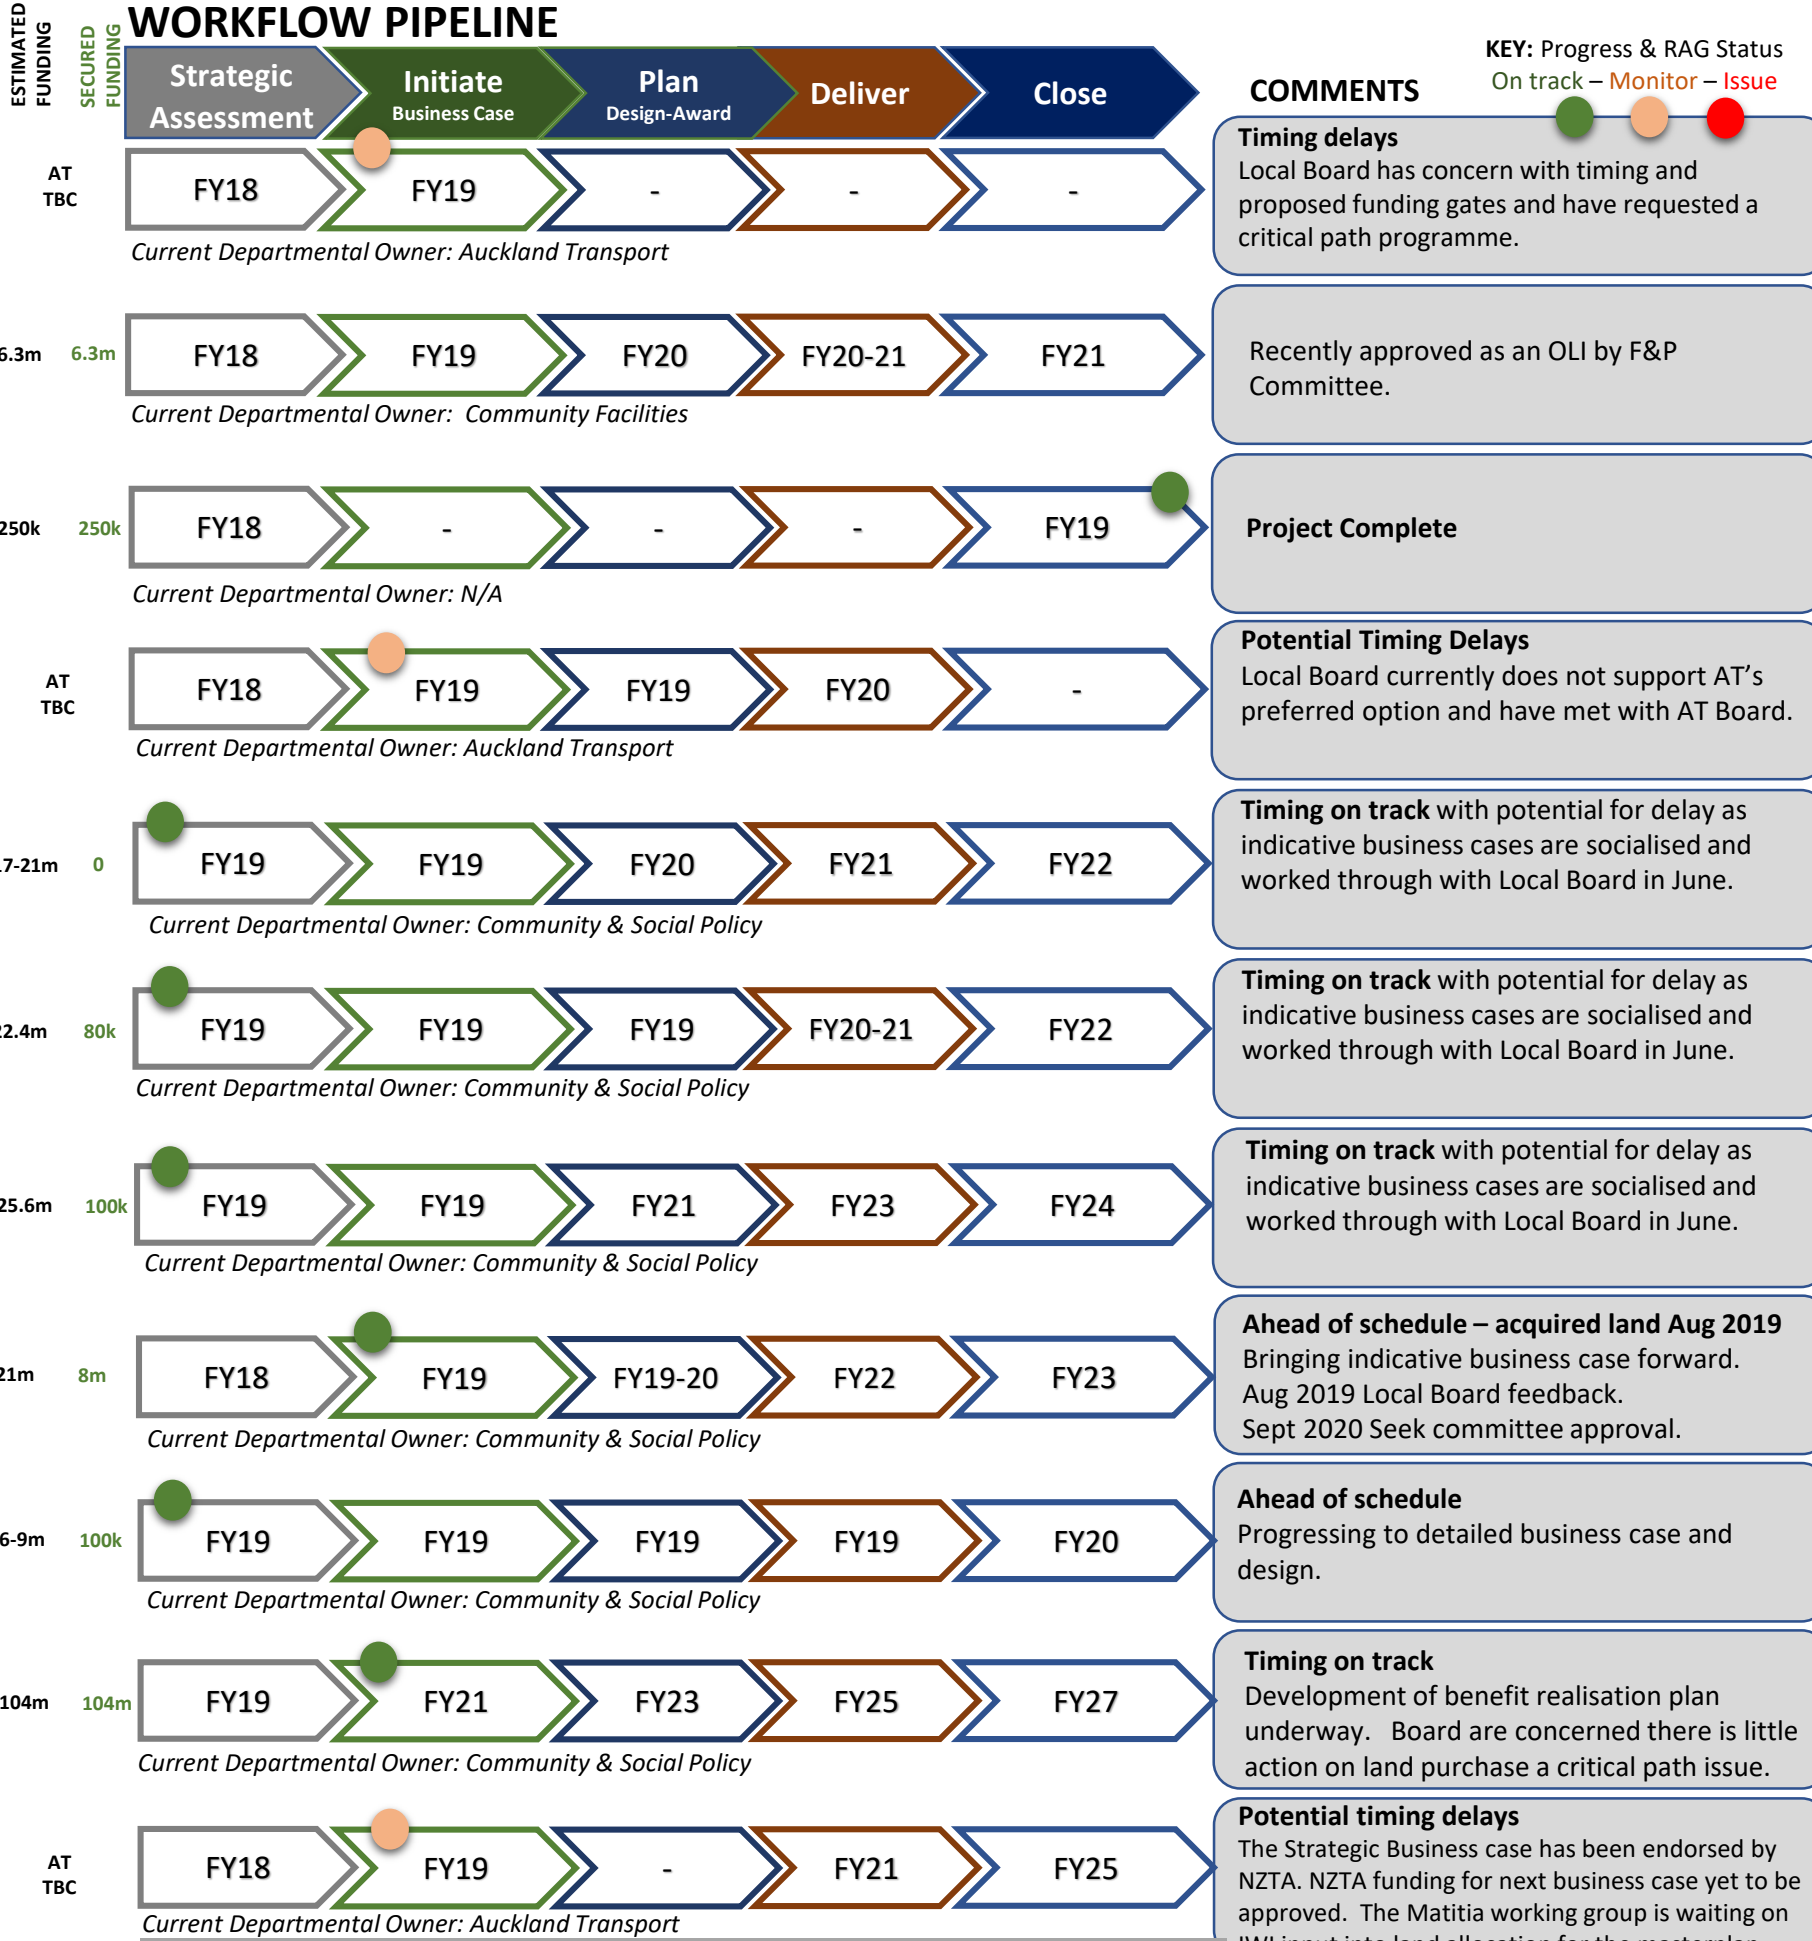 ESTIMATED
FUNDING
SECURED
FUNDING
WORKFLOW PIPELINE
Strategic
Assessment
Initiate
Business Case
Plan
Design-Award
Deliver
Close
COMMENTS
KEY: Progress & RAG Status
On track – Monitor – Issue
AT
TBC
FY18
FY19
-
-
-
Current Departmental Owner: Auckland Transport
Timing delays
Local Board has concern with timing and
proposed funding gates and have requested a
critical path programme.
6.3m
6.3m
FY18
FY19
FY20
FY20-21
FY21
Current Departmental Owner: Community Facilities
Recently approved as an OLI by F&P
Committee.
250k
250k
FY18
-
-
-
FY19
Current Departmental Owner: N/A
Project Complete
AT
TBC
FY18
FY19
FY19
FY20
-
Current Departmental Owner: Auckland Transport
Potential Timing Delays
Local Board currently does not support AT's
preferred option and have met with AT Board.
17-21m
0
FY19
FY19
FY20
FY21
FY22
Current Departmental Owner: Community & Social Policy
Timing on track with potential for delay as
indicative business cases are socialised and
worked through with Local Board in June.
22.4m
80k
FY19
FY19
FY19
FY20-21
FY22
Current Departmental Owner: Community & Social Policy
Timing on track with potential for delay as
indicative business cases are socialised and
worked through with Local Board in June.
25.6m
100k
FY19
FY19
FY21
FY23
FY24
Current Departmental Owner: Community & Social Policy
Timing on track with potential for delay as
indicative business cases are socialised and
worked through with Local Board in June.
21m
8m
FY18
FY19
FY19-20
FY22
FY23
Current Departmental Owner: Community & Social Policy
Ahead of schedule – acquired land Aug 2019
Bringing indicative business case forward.
Aug 2019 Local Board feedback.
Sept 2020 Seek committee approval.
6-9m
100k
FY19
FY19
FY19
FY19
FY20
Current Departmental Owner: Community & Social Policy
Ahead of schedule
Progressing to detailed business case and
design.
104m
104m
FY19
FY21
FY23
FY25
FY27
Current Departmental Owner: Community & Social Policy
Timing on track
Development of benefit realisation plan
underway. Board are concerned there is little
action on land purchase a critical path issue.
AT
TBC
FY18
FY19
-
FY21
FY25
Current Departmental Owner: Auckland Transport
Potential timing delays
The Strategic Business case has been endorsed by
NZTA. NZTA funding for next business case yet to be
approved. The Matitia working group is waiting on
IWI input into land allocation for the masterplan